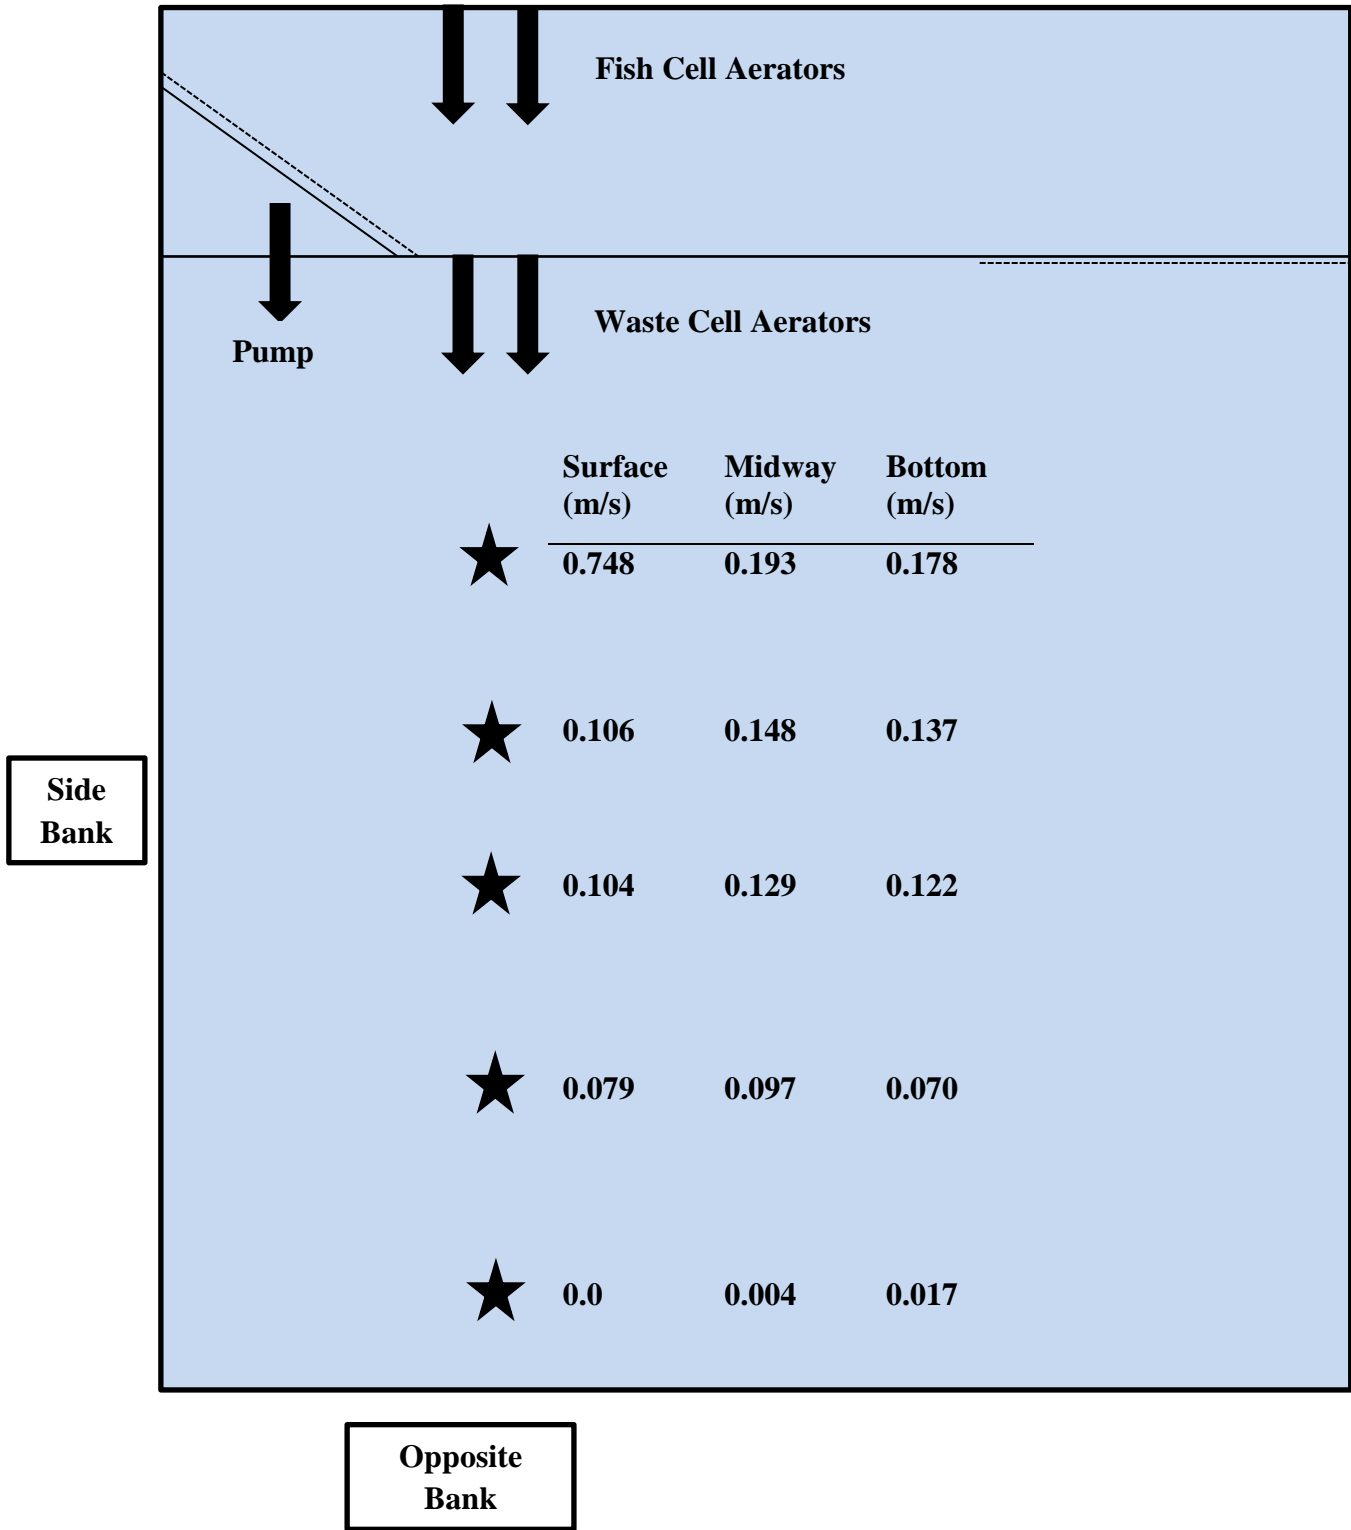 Fish Cell Aerators
Waste Cell Aerators
Pump
Surface Midway Bottom
(m/s) (m/s) (m/s)
0.748 0.193 0.178
0.106 0.148 0.137
Side
Bank
0.104 0.129 0.122
0.079 0.097 0.070
0.0 0.004 0.017
Opposite
Bank